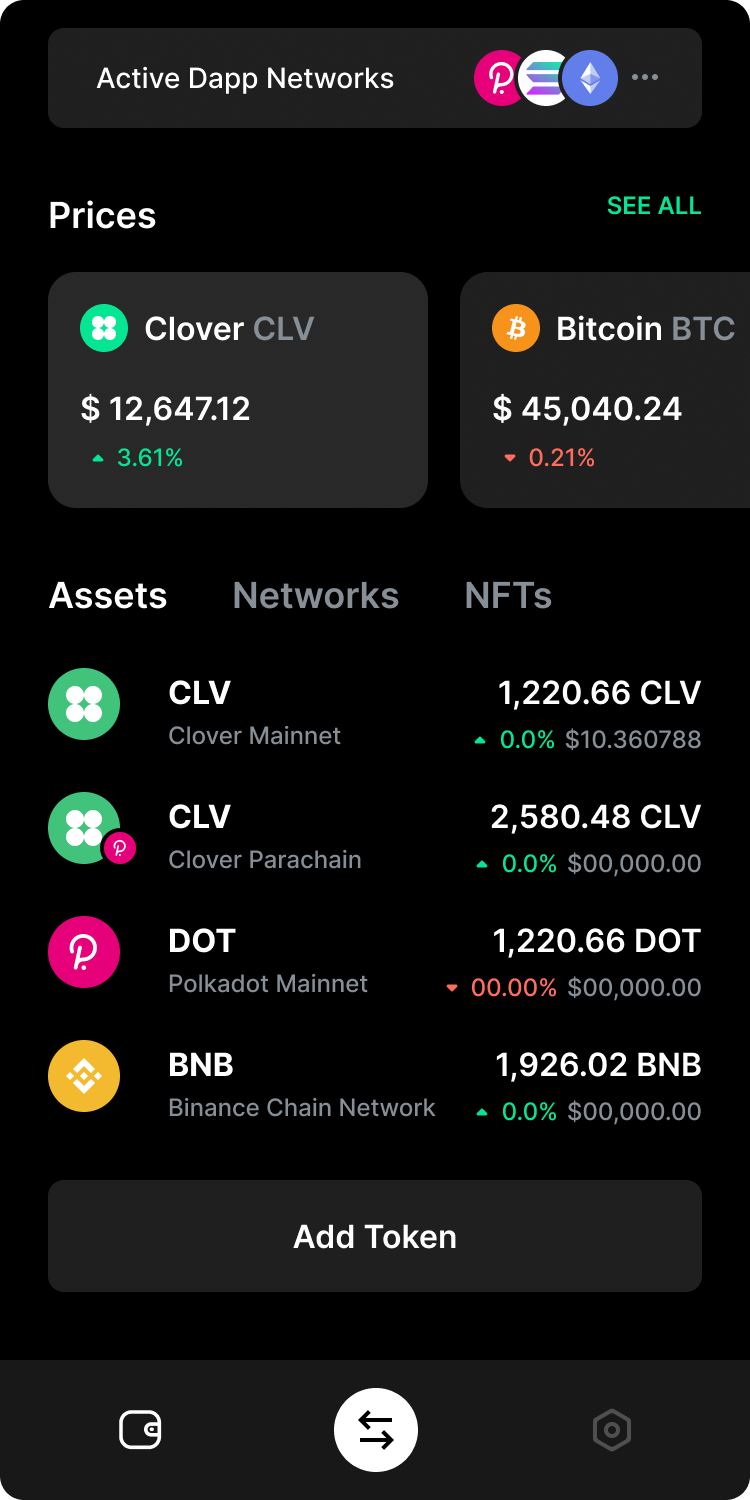 Active Dapp Networks
Prices
SEE ALL
Clover CLV
$ 12,647.12
3.61%
Bitcoin BTC
$ 45,040.24
0.21%
Assets
Networks
NFTs
CLV
1,220.66 CLV
Clover Mainnet
0.0% $10.360788
CLV
2,580.48 CLV
Clover Parachain
0.0% $00,000.00
DOT
1,220.66 DOT
Polkadot Mainnet
00.00% $00,000.00
BNB
1,926.02 BNB
Binance Chain Network
0.0% $00,000.00
Add Token